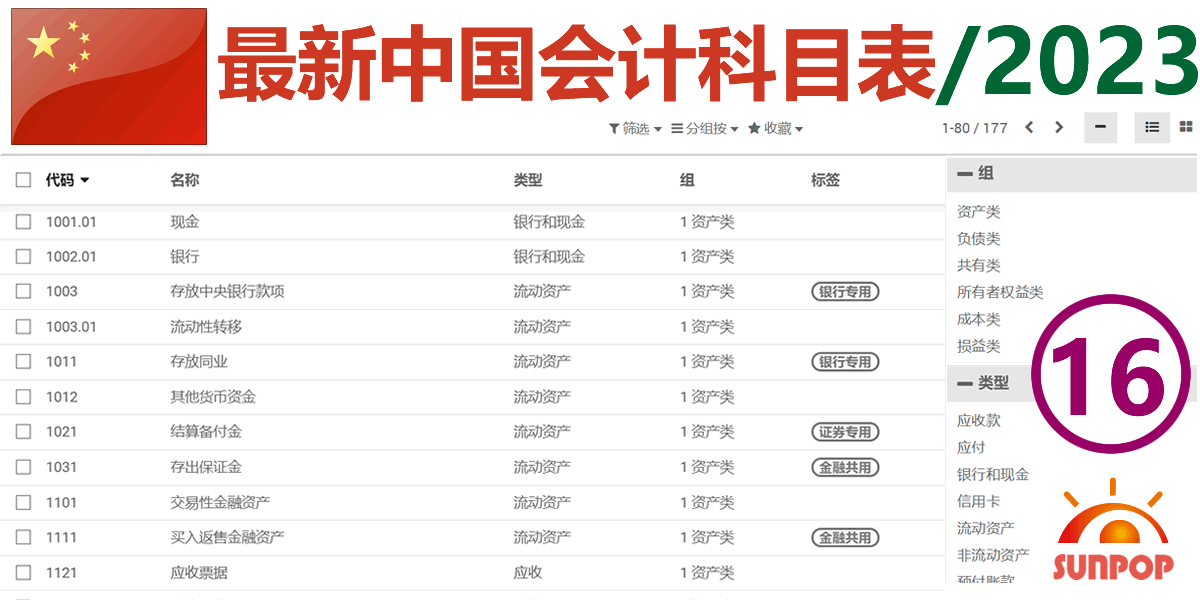 最新中国会计科目表/2023
筛选 分组按 收藏 1-80 / 177
代码 名称 类型 组 标签
1001.01 现金 银行和现金 1 资产类
1002.01 银行 银行和现金 1 资产类
1003 存放中央银行款项 流动资产 1 资产类 银行专用
1003.01 流动性转移 流动资产 1 资产类
1011 存放同业 流动资产 1 资产类 银行专用
1012 其他货币资金 流动资产 1 资产类
1021 结算备付金 流动资产 1 资产类 证券专用
1031 存出保证金 流动资产 1 资产类 金融共用
1101 交易性金融资产 流动资产 1 资产类
1111 买入返售金融资产 流动资产 1 资产类 金融共用
1121 应收票据 应收 1 资产类
组
资产类
负债类
共有类
所有者权益类
成本类
损益类
类型
应收款
应付
银行和现金
信用卡
流动资产
非流动资产
预付账款
16
SUNPOP